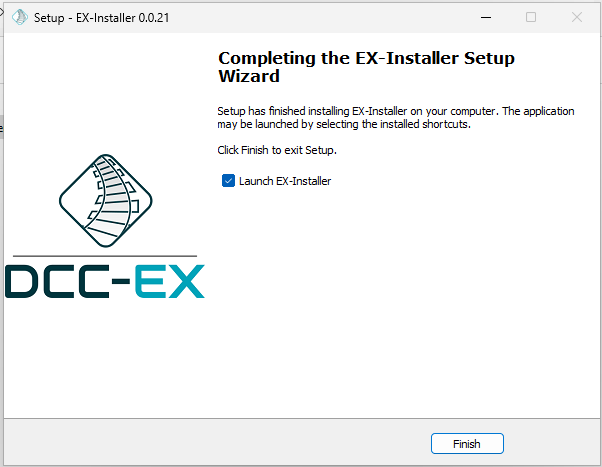 Setup - EX-Installer 0.0.21
Completing the EX-Installer Setup
Wizard
Setup has finished installing EX-Installer on your computer. The application
may be launched by selecting the installed shortcuts.
Click Finish to exit Setup.
Launch EX-Installer
DCC-EX
Finish